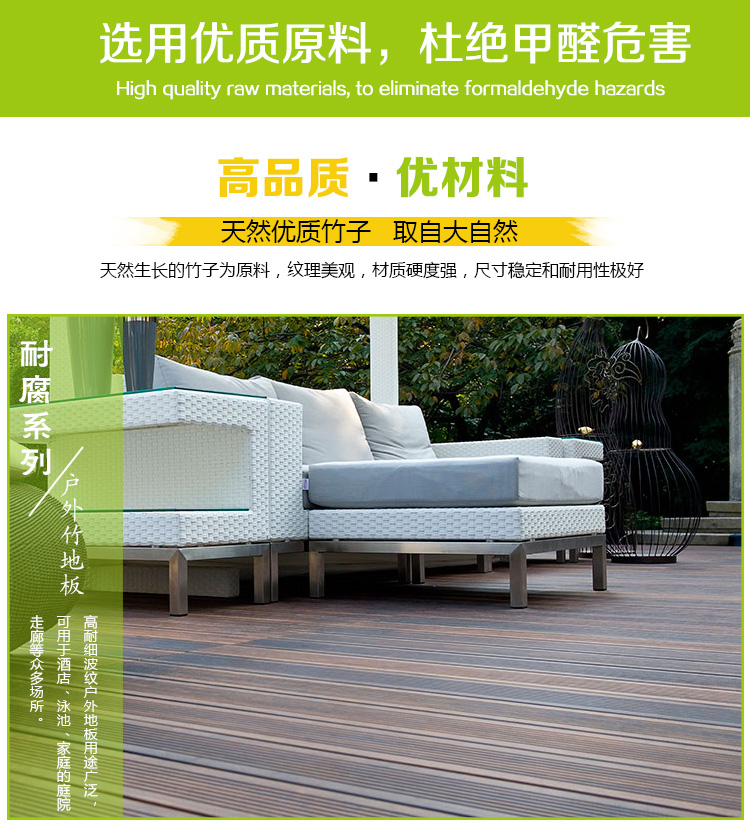 选用优质原料，杜绝甲醛危害
High quality raw materials, to eliminate formaldehyde hazards
高品质·优材料
天然优质竹子 取自大自然
天然生长的竹子为原料，纹理美观，材质硬度强，尺寸稳定和耐用性极好
耐腐系列
户外竹地板
高耐细波纹户外地板用途广泛，
可用于酒店、泳池、家庭的庭院
走廊等众多场所。